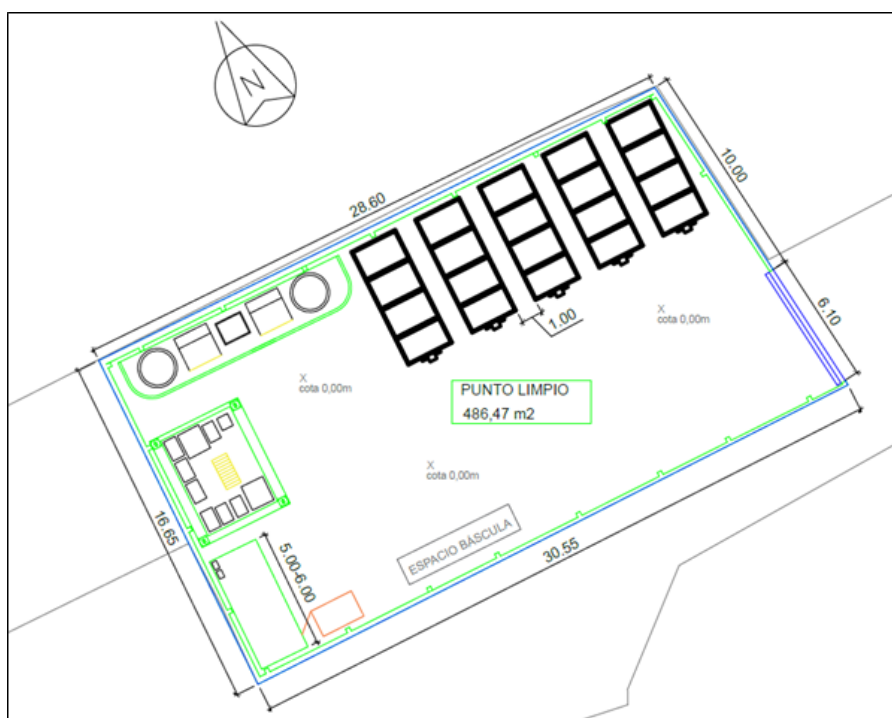 N
28.60
10.00
6.10
1.00
X
cota 0,00m
X
cota 0,00m
PUNTO LIMPIO
486,47 m2
X
cota 0,00m
16.65
5.00-6.00
ESPACIO BÁSCULA
30.55